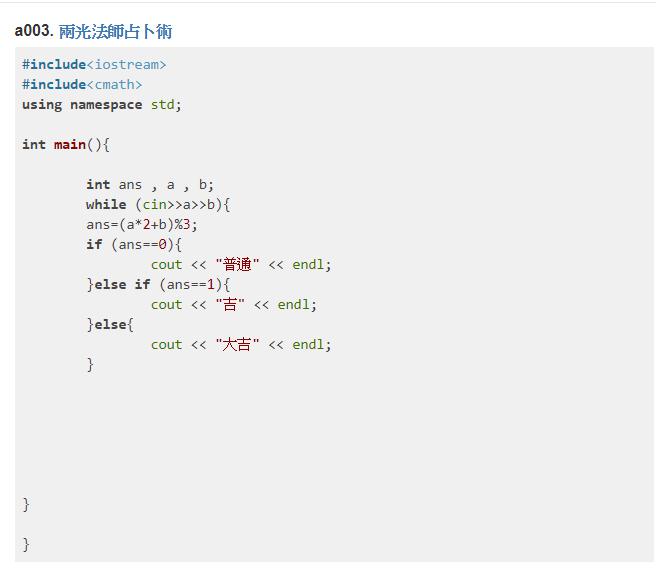 a003. 兩光法師占卜術
#include<iostream>
#include<cmath>
using namespace std;
int main(){
int ans , a , b;
while (cin>>a>>b){
ans=(a*2+b)%3;
if (ans==0){
cout << "普通" << endl;
}else if (ans==1){
cout << "吉" << endl;
}else{
cout << "大吉" << endl;
}
}
}